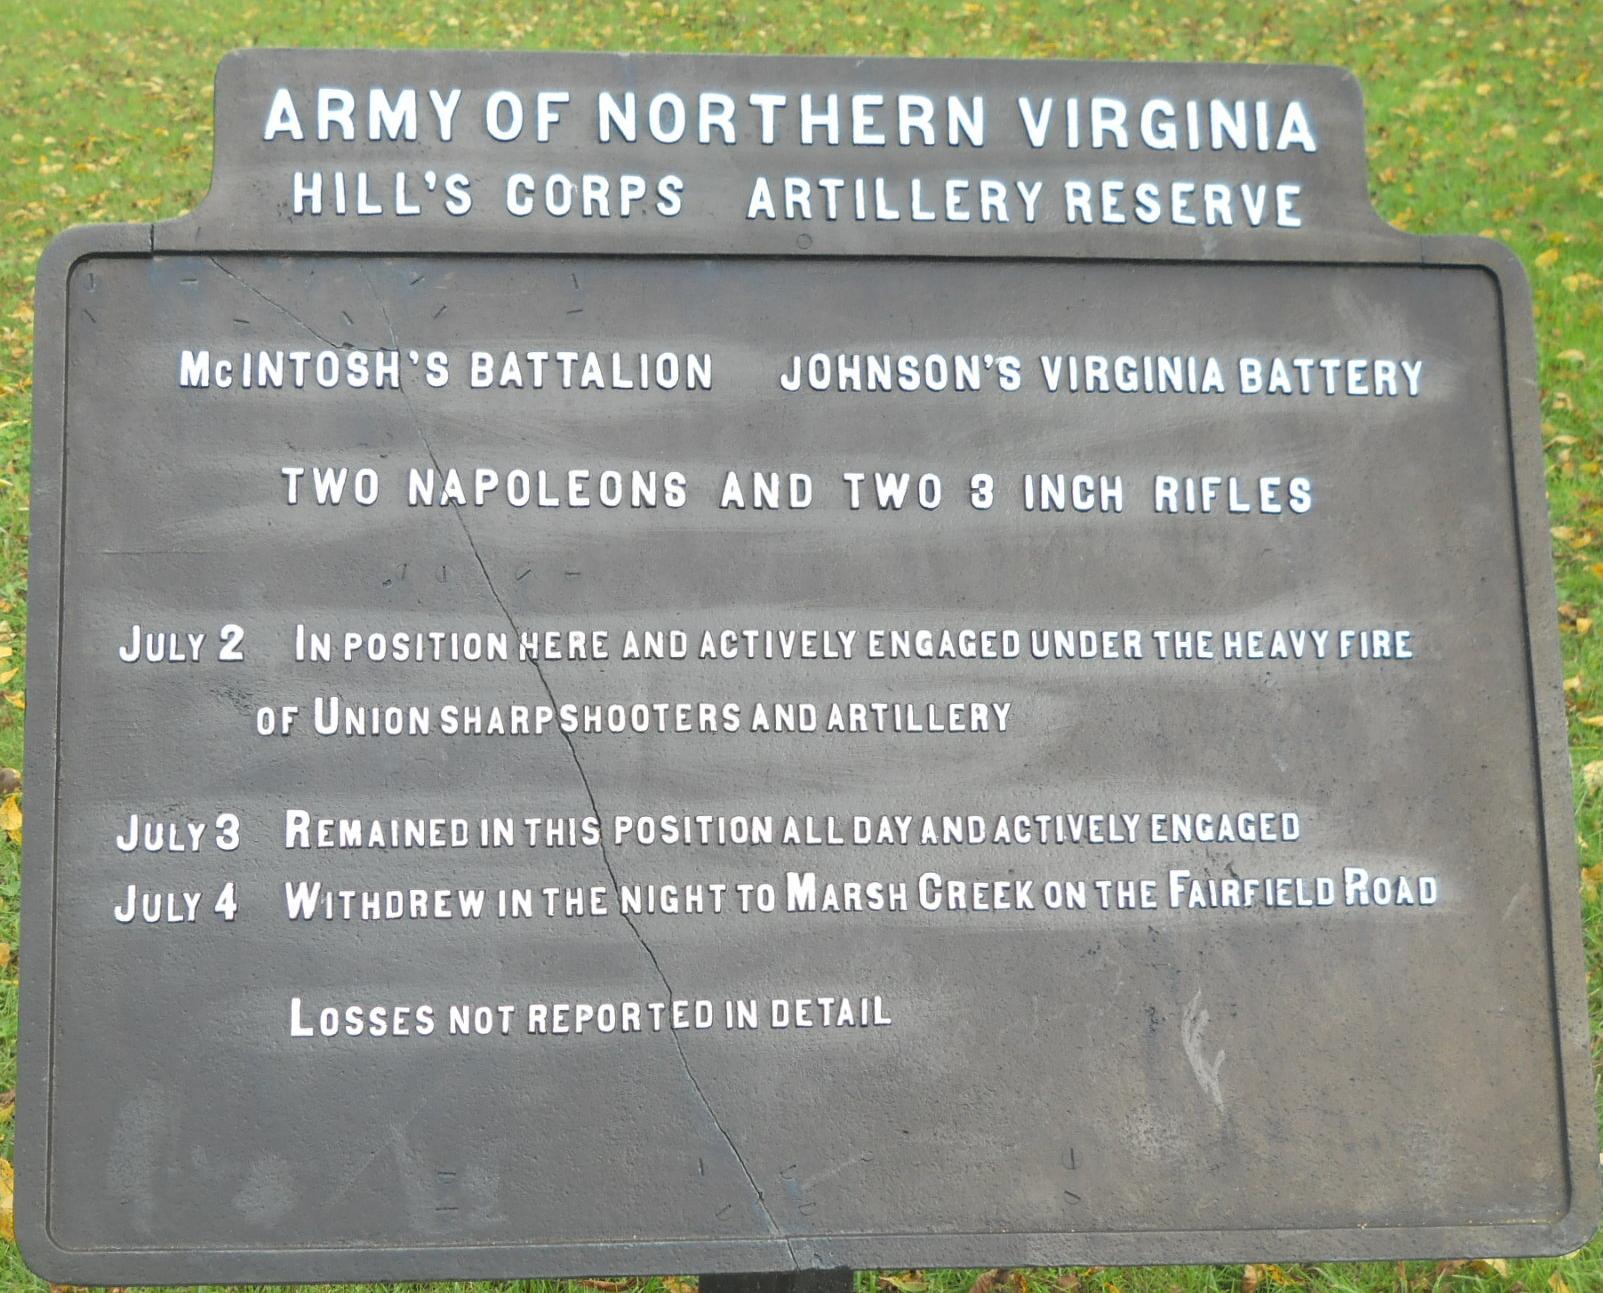 ARMY OF NORTHERN VIRGINIA
HILL'S CORPS ARTILLERY RESERVE
McINTOSH'S BATTALION JOHNSON'S VIRGINIA BATTERY
TWO NAPOLEONS AND TWO 3 INCH RIFLES
JULY 2 IN POSITION HERE AND ACTIVELY ENGAGED UNDER THE HEAVY FIRE
OF UNION SHARPSHOOTERS AND ARTILLERY
JULY 3 REMAINED IN THIS POSITION ALL DAY AND ACTIVELY ENGAGED
JULY 4 WITHDREW IN THE NIGHT TO MARSH CREEK ON THE FAIRFIELD ROAD
LOSSES NOT REPORTED IN DETAIL